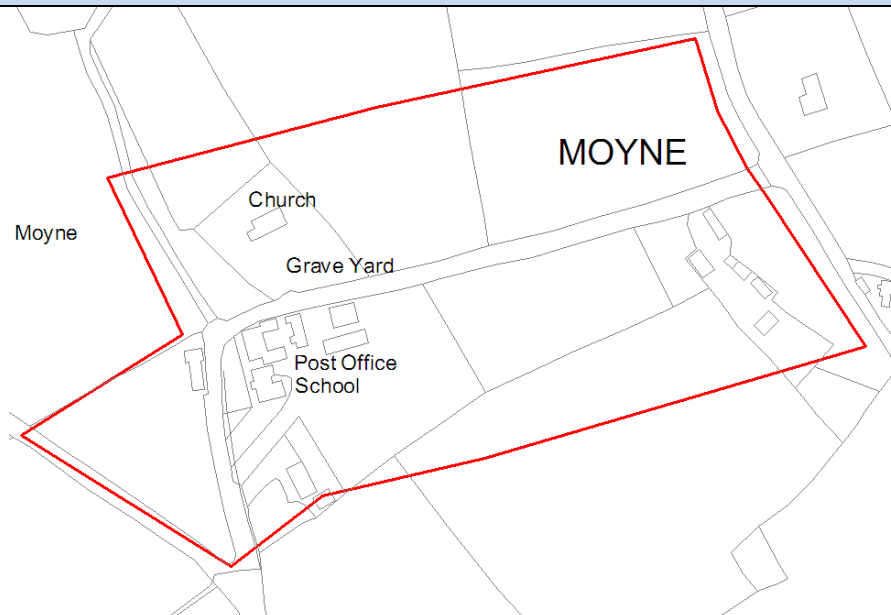 MOYNE
Church
Moyne
Grave Yard
Post Office
School